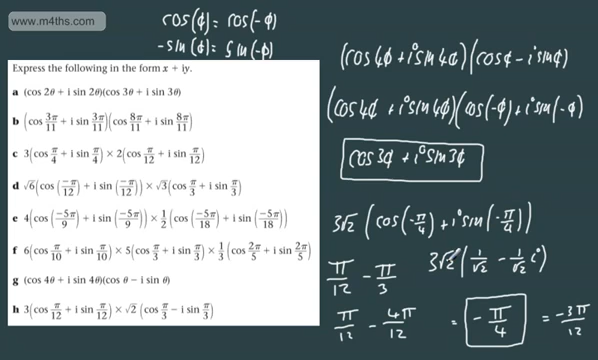 www.m4ths.com
cos(φ) = cos(-φ)
-sin(φ) = sin(-φ)
Express the following in the form x + iy.
a (cos 2θ + i sin 2θ)(cos 3θ + i sin 3θ)
b (cos 3π/11 + i sin 3π/11)(cos 8π/11 + i sin 8π/11)
c 3(cos π/4 + i sin π/4) × 2(cos π/12 + i sin π/12)
d √6(cos (-π/12) + i sin (-π/12)) × √3(cos π/3 + i sin π/3)
e 4(cos (-5π/9) + i sin (-5π/9)) × 1/2(cos (-5π/18) + i sin (-5π/18))
f 6(cos π/10 + i sin π/10) × 5(cos π/3 + i sin π/3) × 1/3(cos 2π/5 + i sin 2π/5)
g (cos 4θ + i sin 4θ)(cos θ − i sin θ)
h 3(cos π/12 + i sin π/12) × √2 (cos π/3 − i sin π/3)
(cos 4φ + i sin 4φ)(cos φ − i sin φ)
(cos 4φ + i sin 4φ)(cos(-φ) + i sin(-φ)
cos 3φ + i sin 3φ
3√2 (cos(-π/4) + i sin(-π/4))
π/12 − π/3
3√2 (1/√2 − 1/√2 i)
π/12 − 4π/12 = -π/4 = -3π/12